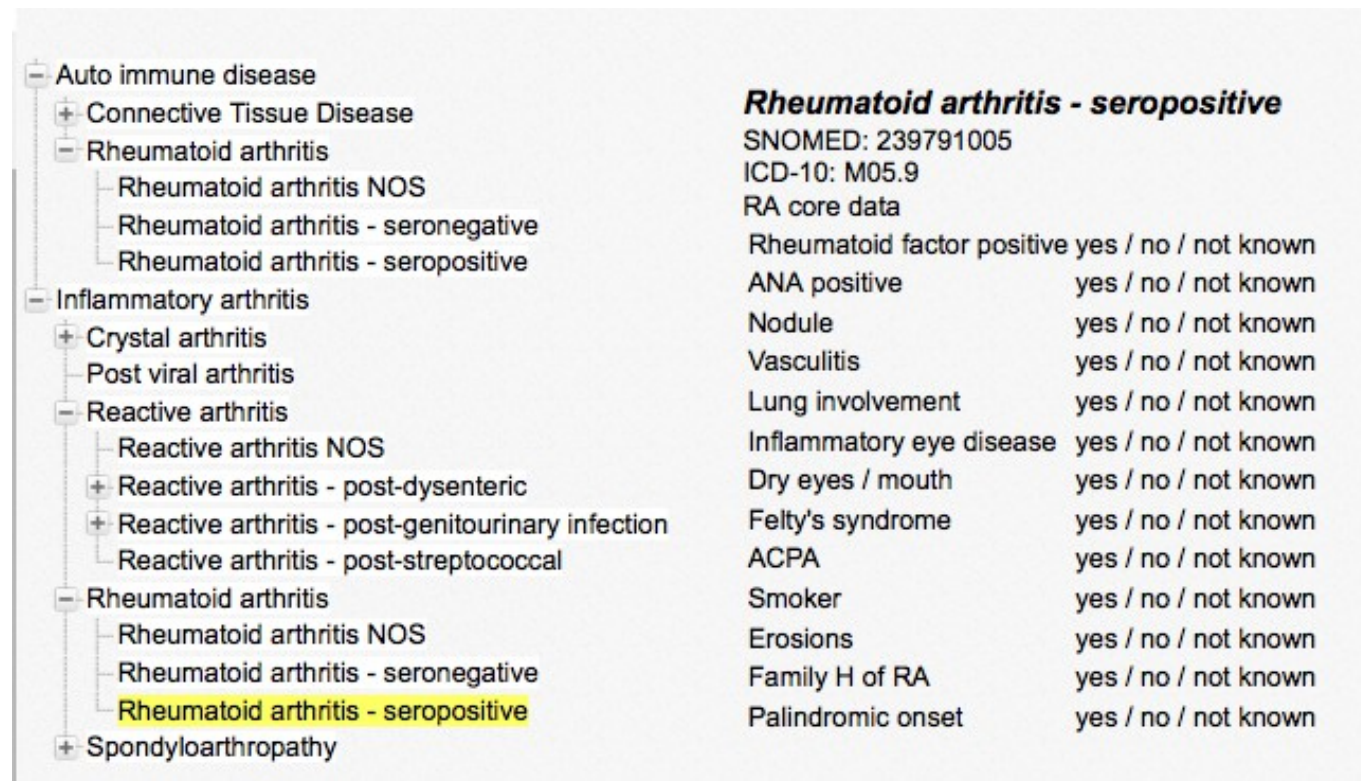 Auto immune disease
Connective Tissue Disease
Rheumatoid arthritis
Rheumatoid arthritis NOS
Rheumatoid arthritis - seronegative
Rheumatoid arthritis - seropositive
Inflammatory arthritis
Crystal arthritis
Post viral arthritis
Reactive arthritis
Reactive arthritis NOS
Reactive arthritis - post-dysenteric
Reactive arthritis - post-genitourinary infection
Reactive arthritis - post-streptococcal
Rheumatoid arthritis
Rheumatoid arthritis NOS
Rheumatoid arthritis - seronegative
Rheumatoid arthritis - seropositive
Spondyloarthropathy
Rheumatoid arthritis - seropositive
SNOMED: 239791005
ICD-10: M05.9
RA core data
Rheumatoid factor positive yes / no / not known
ANA positive yes / no / not known
Nodule yes / no / not known
Vasculitis yes / no / not known
Lung involvement yes / no / not known
Inflammatory eye disease yes / no / not known
Dry eyes / mouth yes / no / not known
Felty's syndrome yes / no / not known
ACPA yes / no / not known
Smoker yes / no / not known
Erosions yes / no / not known
Family H of RA yes / no / not known
Palindromic onset yes / no / not known